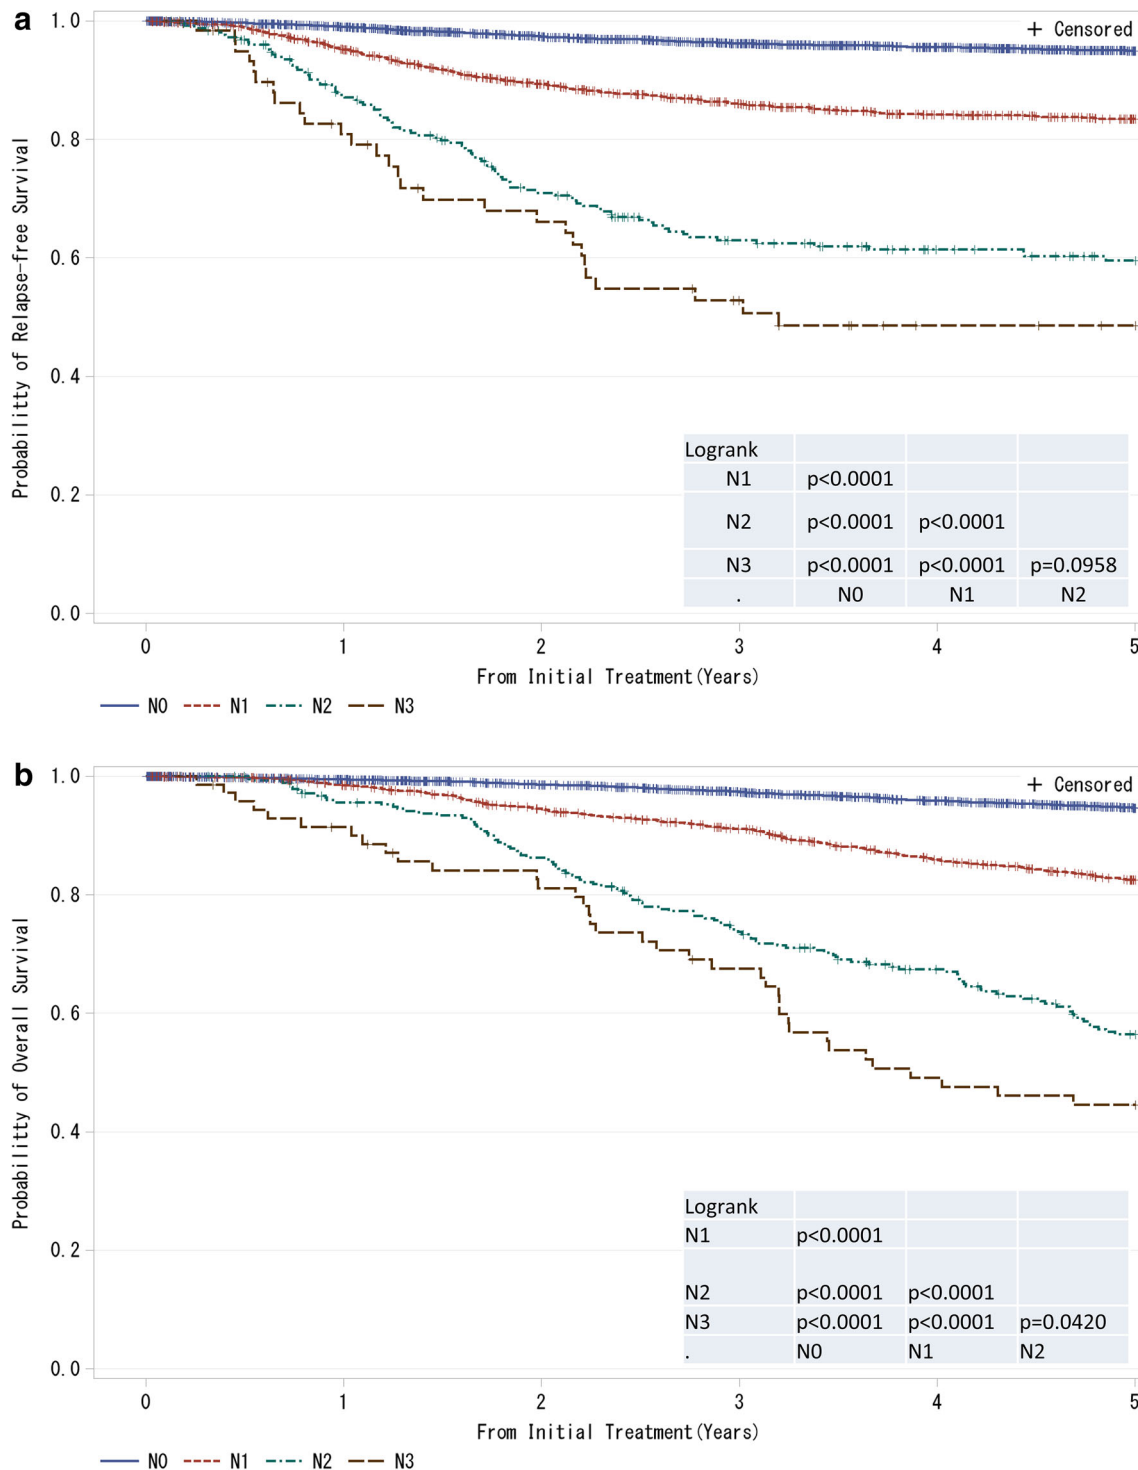 a
+ Censored
Probabilitty of Relapse-free Survival
1.0
0.8
0.6
0.4
0.2
0.0
Logrank
N1 p<0.0001
N2 p<0.0001 p<0.0001
N3 p<0.0001 p<0.0001 p=0.0958
. N0 N1 N2
0 1 2 3 4 5
From Initial Treatment(Years)
N0 N1 N2 N3
b
+ Censored
Probabilitty of Overall Survival
1.0
0.8
0.6
0.4
0.2
0.0
Logrank
N1 p<0.0001
N2 p<0.0001 p<0.0001
N3 p<0.0001 p<0.0001 p=0.0420
. N0 N1 N2
0 1 2 3 4 5
From Initial Treatment(Years)
N0 N1 N2 N3